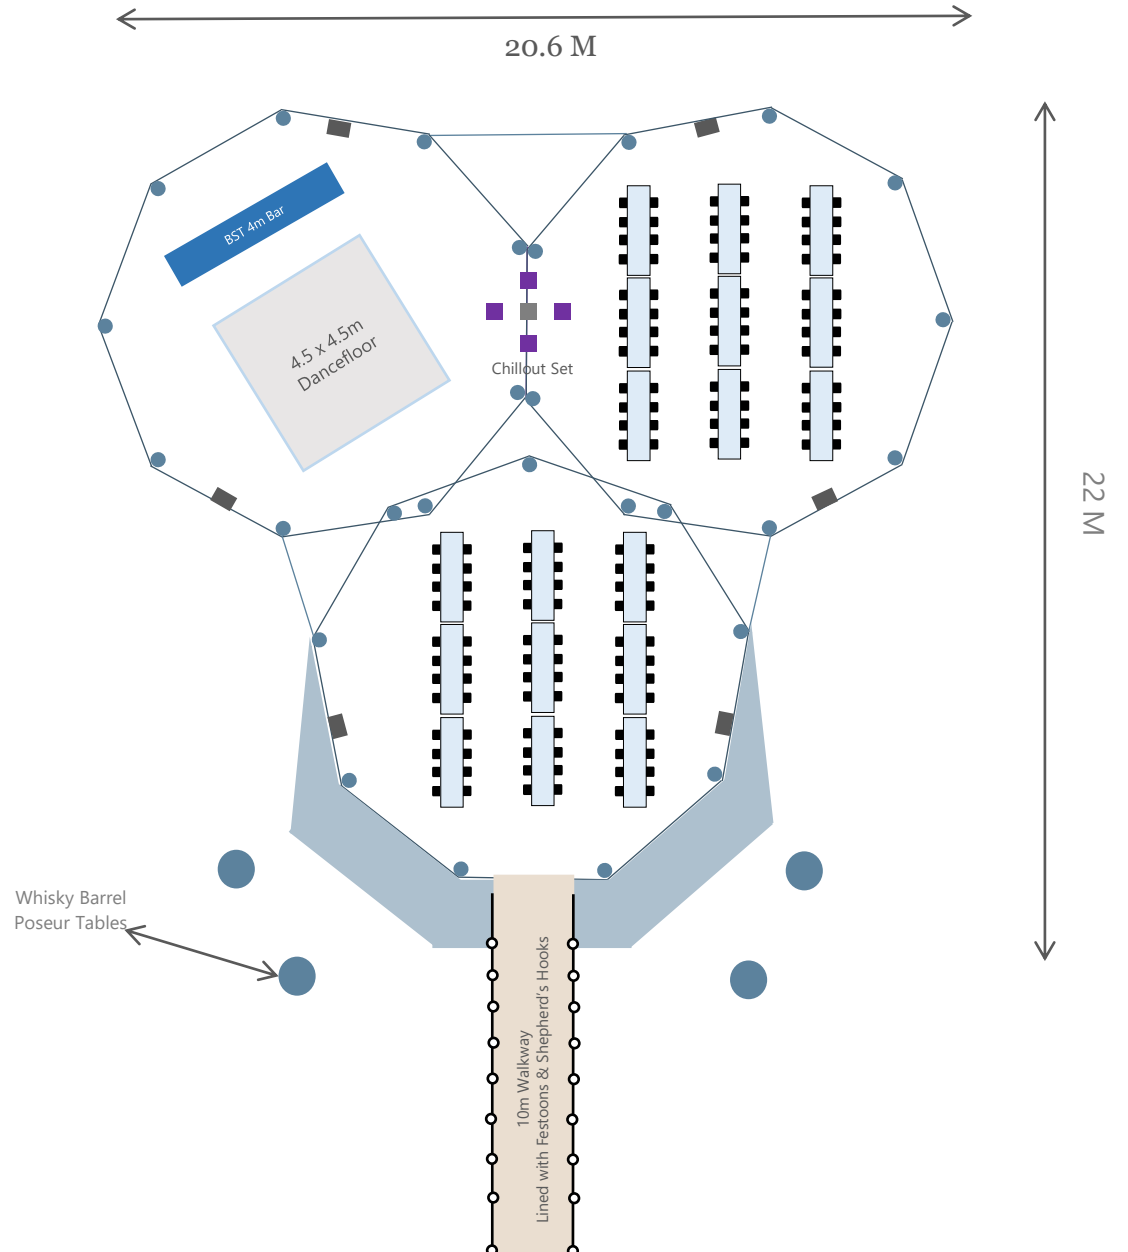 20.6 M
BST 4m Bar
4.5 x 4.5m
Dancefloor
Chillout Set
22 M
Whisky Barrel
Poseur Tables
10m Walkway
Lined with Festoons & Shepherd's Hooks